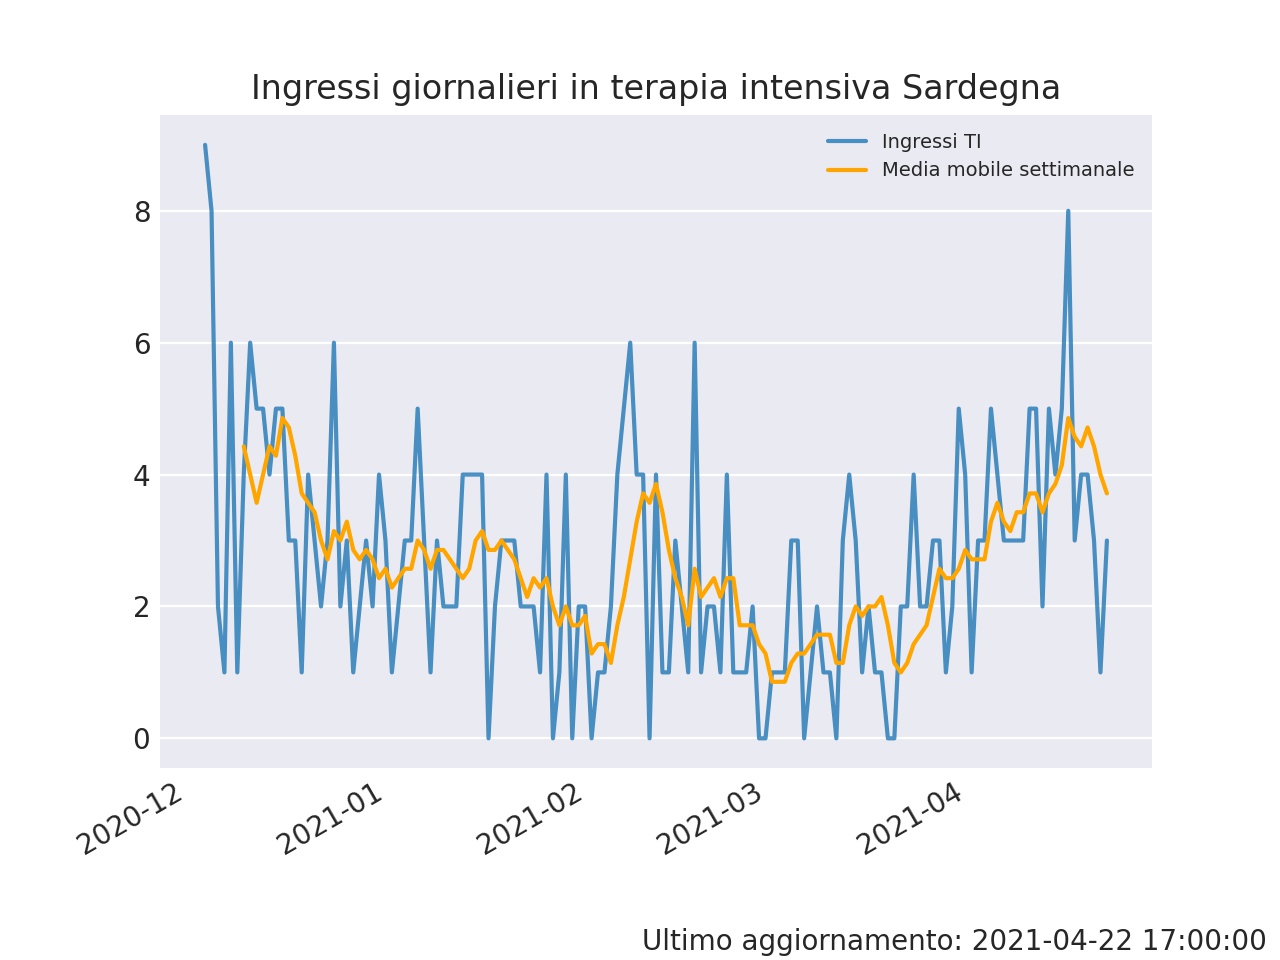 Ingressi giornalieri in terapia intensiva Sardegna
Ingressi TI
Media mobile settimanale
8
6
4
2
0
2020-12
2021-01
2021-02
2021-03
2021-04
Ultimo aggiornamento: 2021-04-22 17:00:00